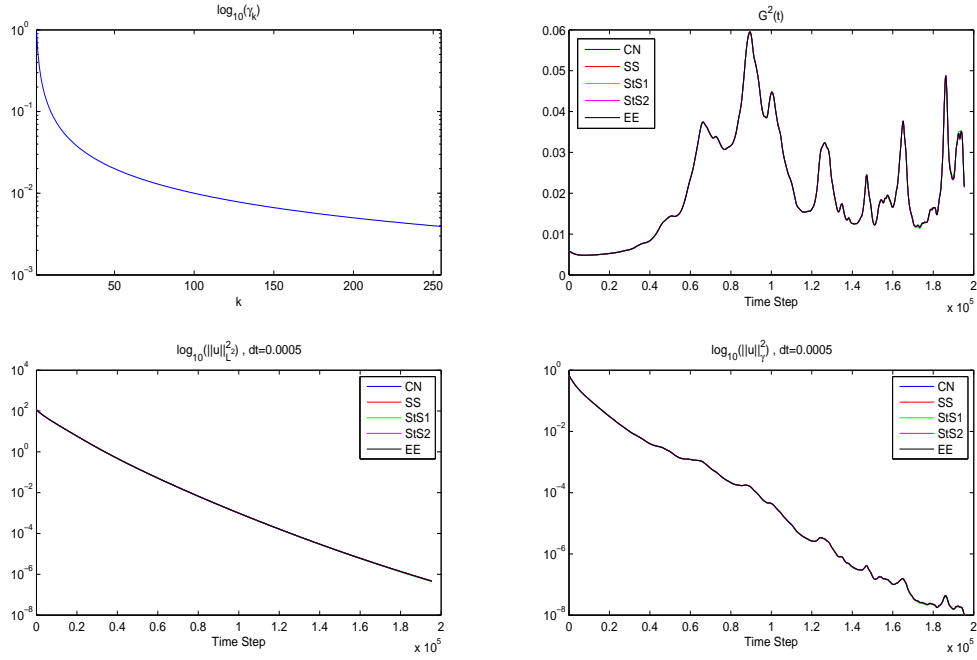 log10(γk)
10^0
10^−1
10^−2
10^−3
50 100 150 200 250
k
G^2(t)
0.06
0.05
0.04
0.03
0.02
0.01
0
CN
SS
StS1
StS2
EE
0 0.2 0.4 0.6 0.8 1 1.2 1.4 1.6 1.8 2
Time Step
x 10^5
log10(||u||^2_L^2) , dt=0.0005
10^4
10^2
10^0
10^−2
10^−4
10^−6
10^−8
CN
SS
StS1
StS2
EE
0 0.2 0.4 0.6 0.8 1 1.2 1.4 1.6 1.8 2
Time Step
x 10^5
log10(||u||^2_γ) , dt=0.0005
10^0
10^−2
10^−4
10^−6
10^−8
CN
SS
StS1
StS2
EE
0 0.2 0.4 0.6 0.8 1 1.2 1.4 1.6 1.8 2
Time Step
x 10^5